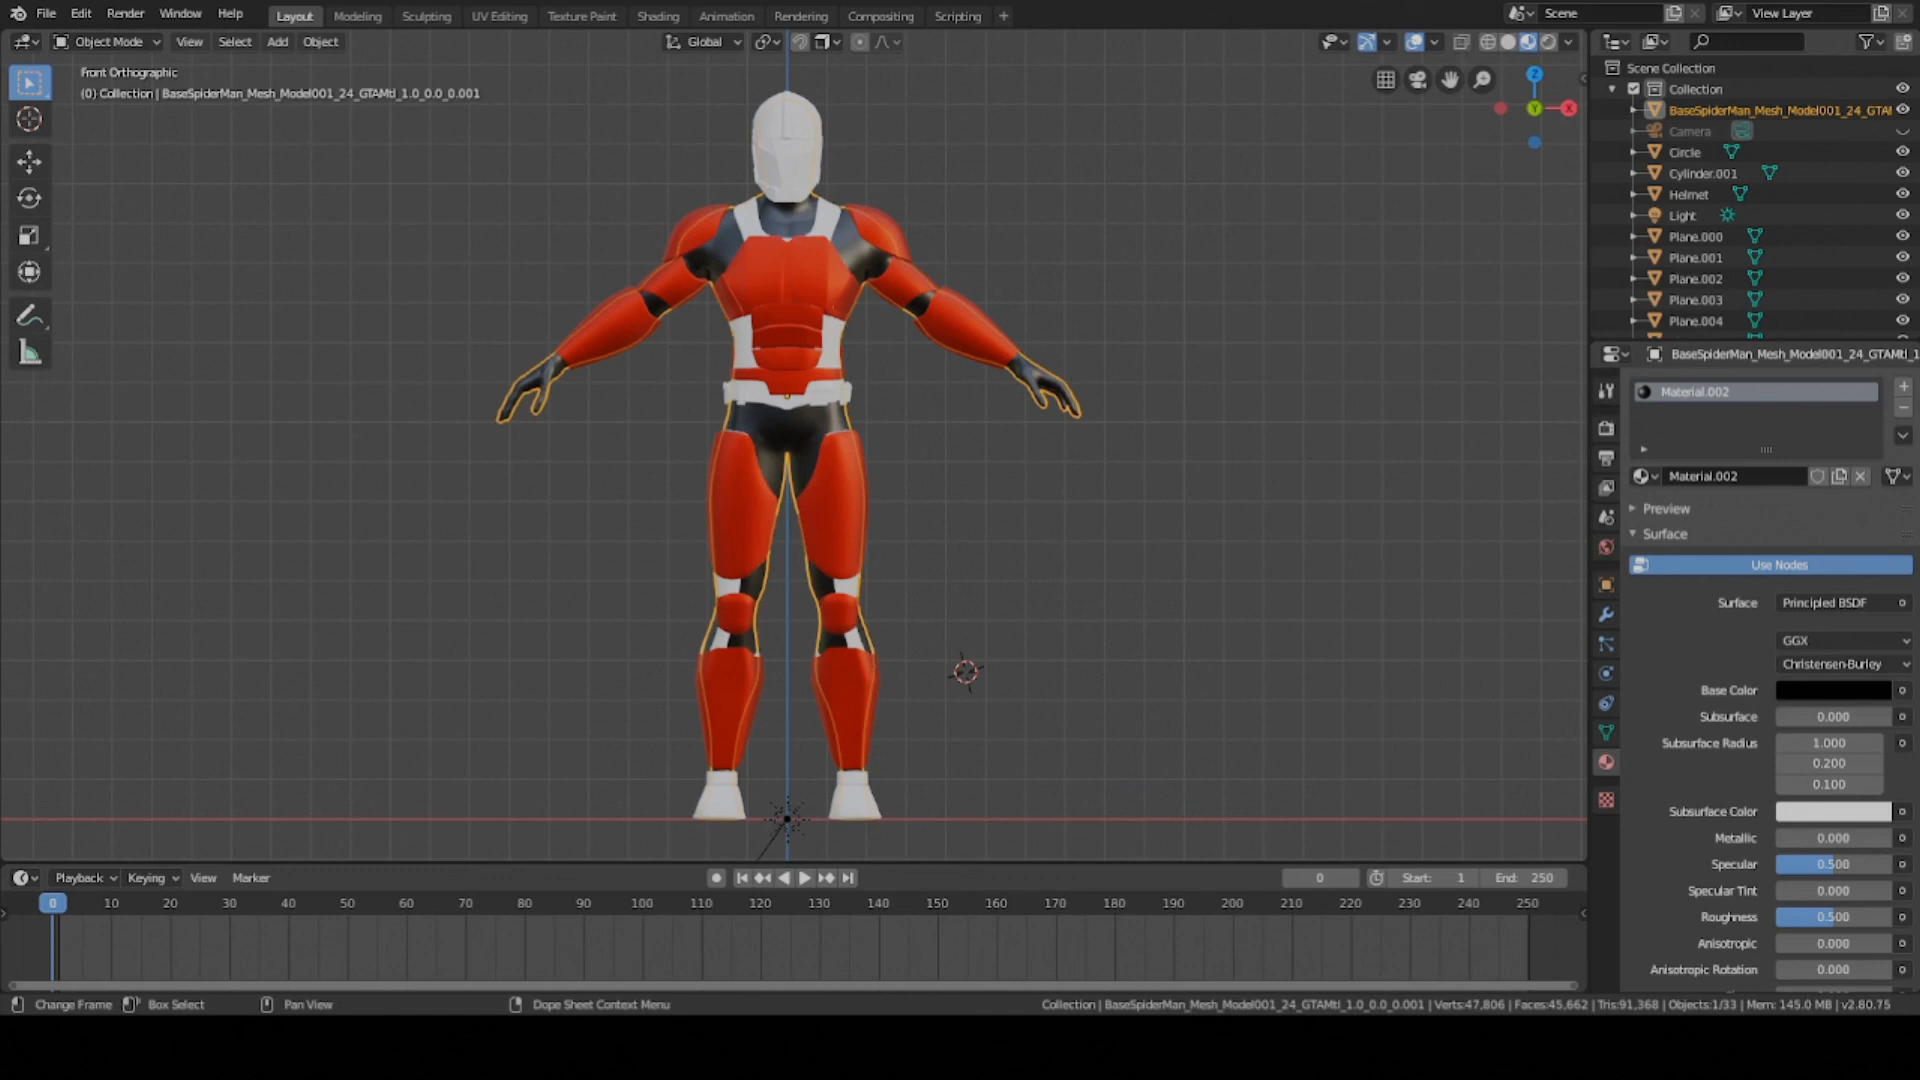 File Edit Render Window Help Layout Modeling Sculpting UV Editing Texture Paint Shading Animation Rendering Compositing Scripting + Scene View Layer
Object Mode View Select Add Object Global
Front Orthographic
(0) Collection | BaseSpiderMan_Mesh_Model001_24_GTAMtl_1.0_0.0_0.001
Z
Y
X
Scene Collection
Collection
BaseSpiderMan_Mesh_Model001_24_GTAM
Camera
Circle
Cylinder.001
Helmet
Light
Plane.000
Plane.001
Plane.002
Plane.003
Plane.004
BaseSpiderMan_Mesh_Model001_24_GTAMtl_1
Material.002
Material.002
Preview
Surface
Use Nodes
Surface Principled BSDF
GGX
Christensen-Burley
Base Color
Subsurface 0.000
Subsurface Radius 1.000
0.200
0.100
Subsurface Color
Metallic 0.000
Specular 0.500
Specular Tint 0.000
Roughness 0.500
Anisotropic 0.000
Anisotropic Rotation 0.000
Playback Keying View Marker 0 Start: 1 End: 250
0 10 20 30 40 50 60 70 80 90 100 110 120 130 140 150 160 170 180 190 200 210 220 230 240 250
Change Frame Box Select Pan View Dope Sheet Context Menu Collection | BaseSpiderMan_Mesh_Model001_24_GTAMtl_1.0_0.0_0.001 | Verts:47,806 | Faces:45,662 | Tris:91,368 | Objects:1/33 | Mem: 145.0 MB | v2.80.75